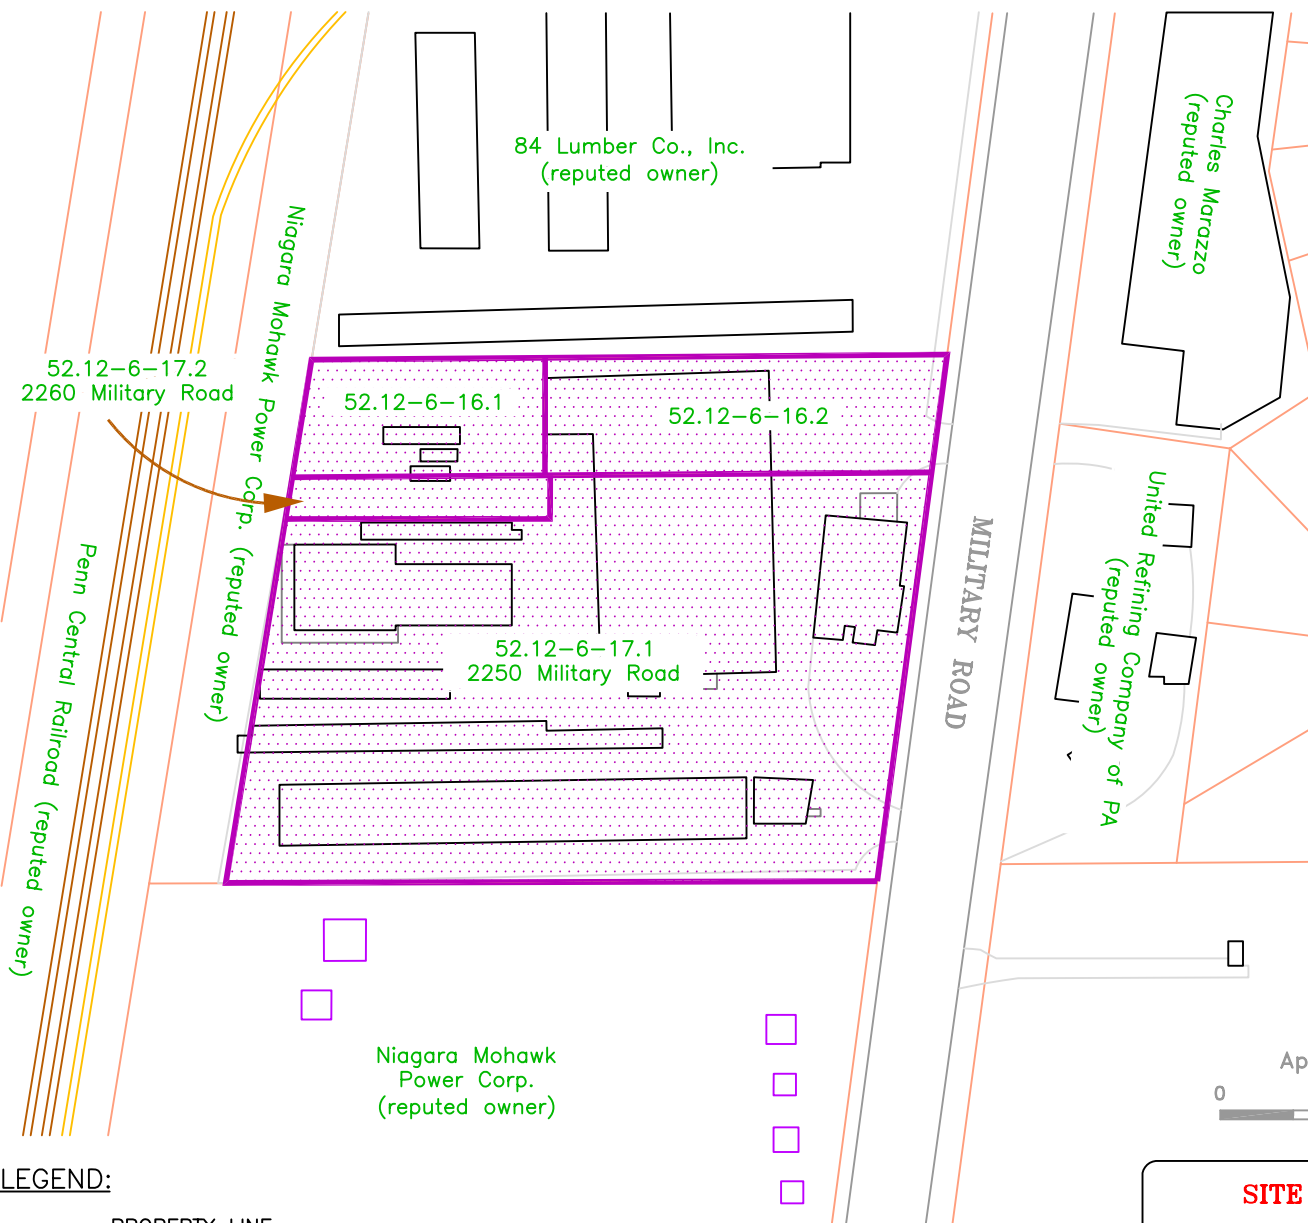 84 Lumber Co., Inc.
(reputed owner)
Charles Marazzo
(reputed owner)
Niagara Mohawk Power Corp. (reputed owner)
52.12-6-17.2
2260 Military Road
52.12-6-16.1
52.12-6-16.2
United Refining Company of PA
(reputed owner)
MILITARY ROAD
Penn Central Railroad (reputed owner)
52.12-6-17.1
2250 Military Road
Niagara Mohawk
Power Corp.
(reputed owner)
Ap
0
LEGEND:
SITE
PROPERTY LINE